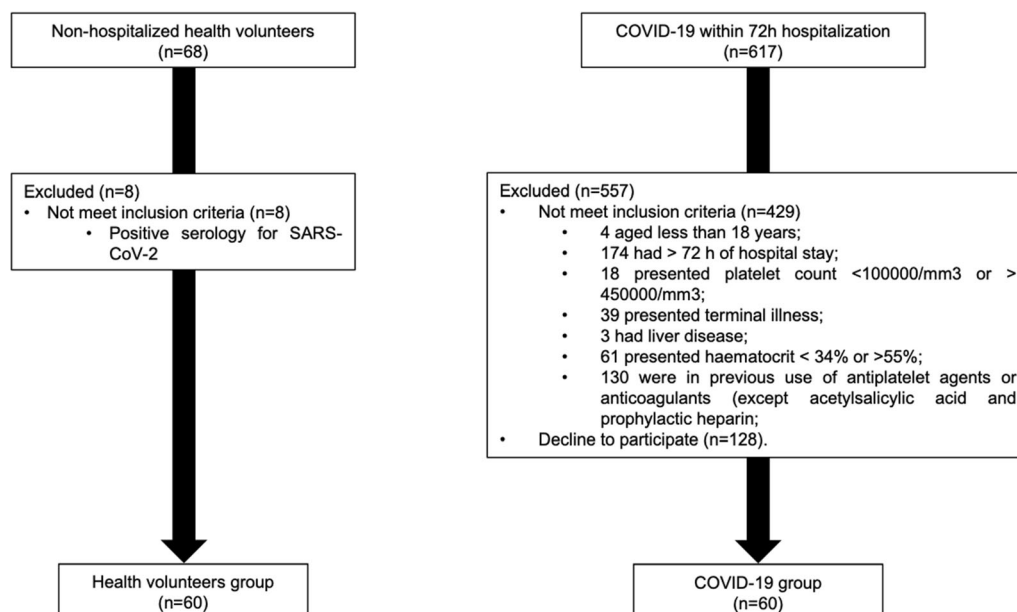 Non-hospitalized health volunteers
(n=68)
COVID-19 within 72h hospitalization
(n=617)
Excluded (n=8)
• Not meet inclusion criteria (n=8)
• Positive serology for SARS-
CoV-2
Excluded (n=557)
• Not meet inclusion criteria (n=429)
• 4 aged less than 18 years;
• 174 had > 72 h of hospital stay;
• 18 presented platelet count <100000/mm3 or >
450000/mm3;
• 39 presented terminal illness;
• 3 had liver disease;
• 61 presented haematocrit < 34% or >55%;
• 130 were in previous use of antiplatelet agents or
anticoagulants (except acetylsalicylic acid and
prophylactic heparin;
• Decline to participate (n=128).
Health volunteers group
(n=60)
COVID-19 group
(n=60)